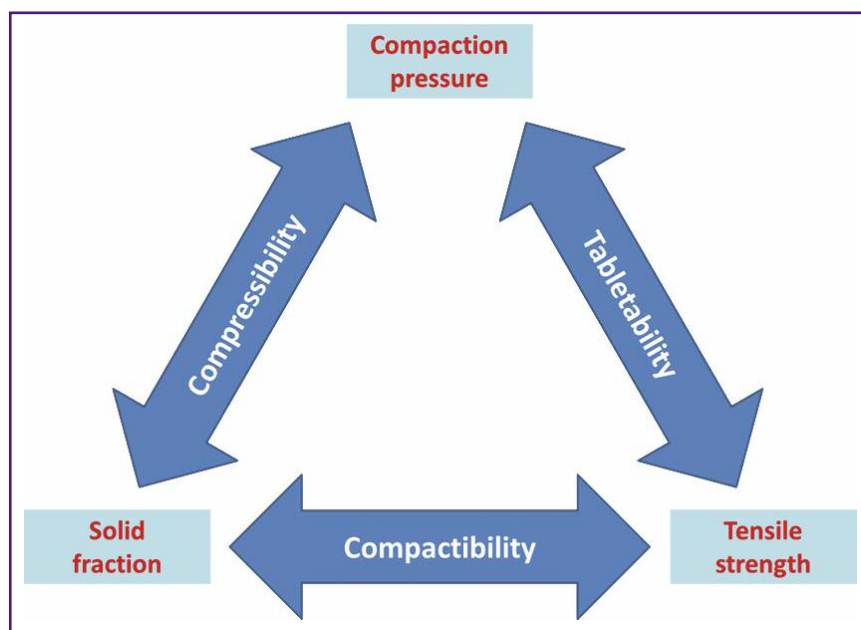 Compaction
pressure
Compressibility
Tabletability
Solid
fraction
Compactibility
Tensile
strength